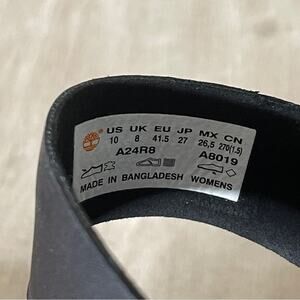 US UK EU JP MX CN
10 8 41.5 27 26,5 270(1.5)
A24R8 A8019
MADE IN BANGLADESH WOMENS